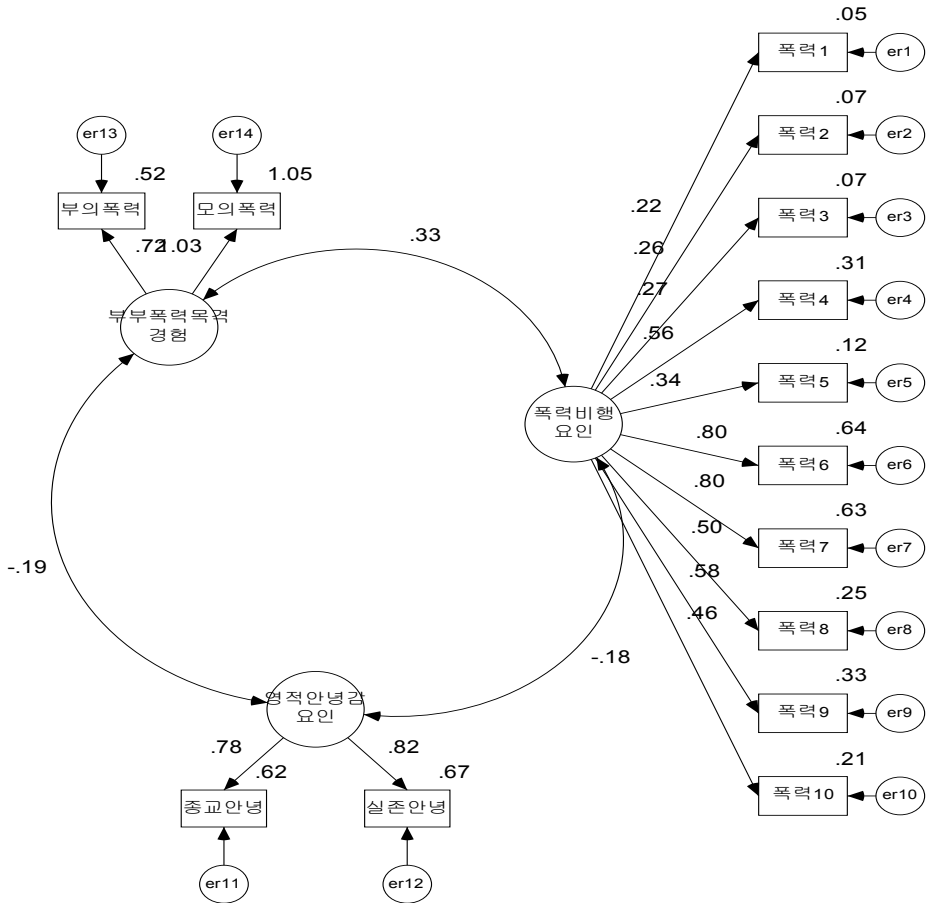 .05
폭력1
er1
.07
폭력2
er2
.07
폭력3
er3
.31
폭력4
er4
.12
폭력5
er5
.64
폭력6
er6
.63
폭력7
er7
.25
폭력8
er8
.33
폭력9
er9
.21
폭력10
er10
er13
er14
.52
1.05
부의폭력
모의폭력
.72
1.03
.33
부부폭력목격
경험
.22
.26
.27
.56
.34
폭력비행
요인
.80
.80
.50
.58
.46
-.19
-.18
영적안녕감
요인
.78
.82
.62
.67
종교안녕
실존안녕
er11
er12